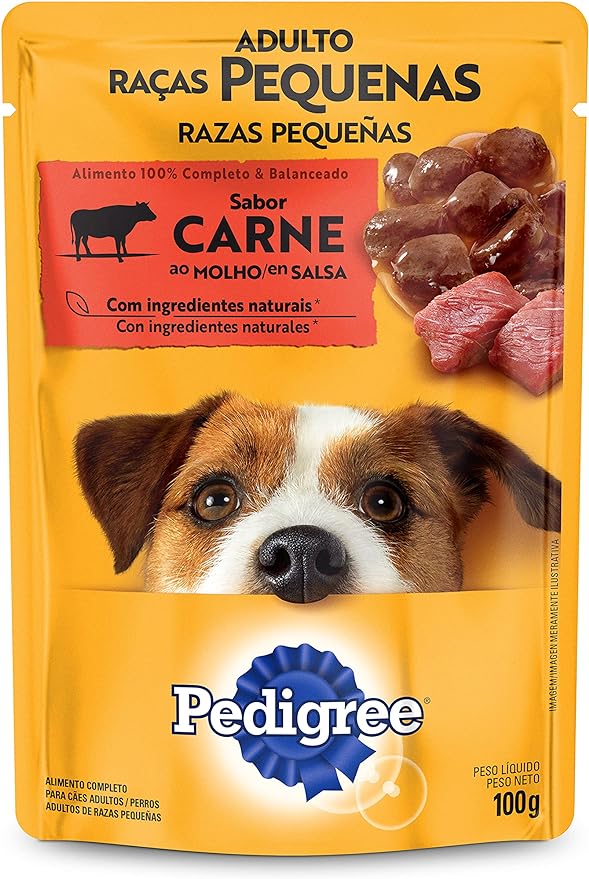 ADULTO
RAÇAS PEQUENAS
RAZAS PEQUEÑAS
Alimento 100% Completo & Balanceado
Sabor
CARNE
ao MOLHO/en SALSA
Com ingredientes naturais*
Con ingredientes naturales*
IMAGEM/IMAGEN MERAMENTE ILUSTRATIVA
Pedigree®
ALIMENTO COMPLETO
PARA CÃES ADULTOS / PERROS
ADULTOS DE RAZAS PEQUEÑAS
PESO LÍQUIDO
PESO NETO
100g